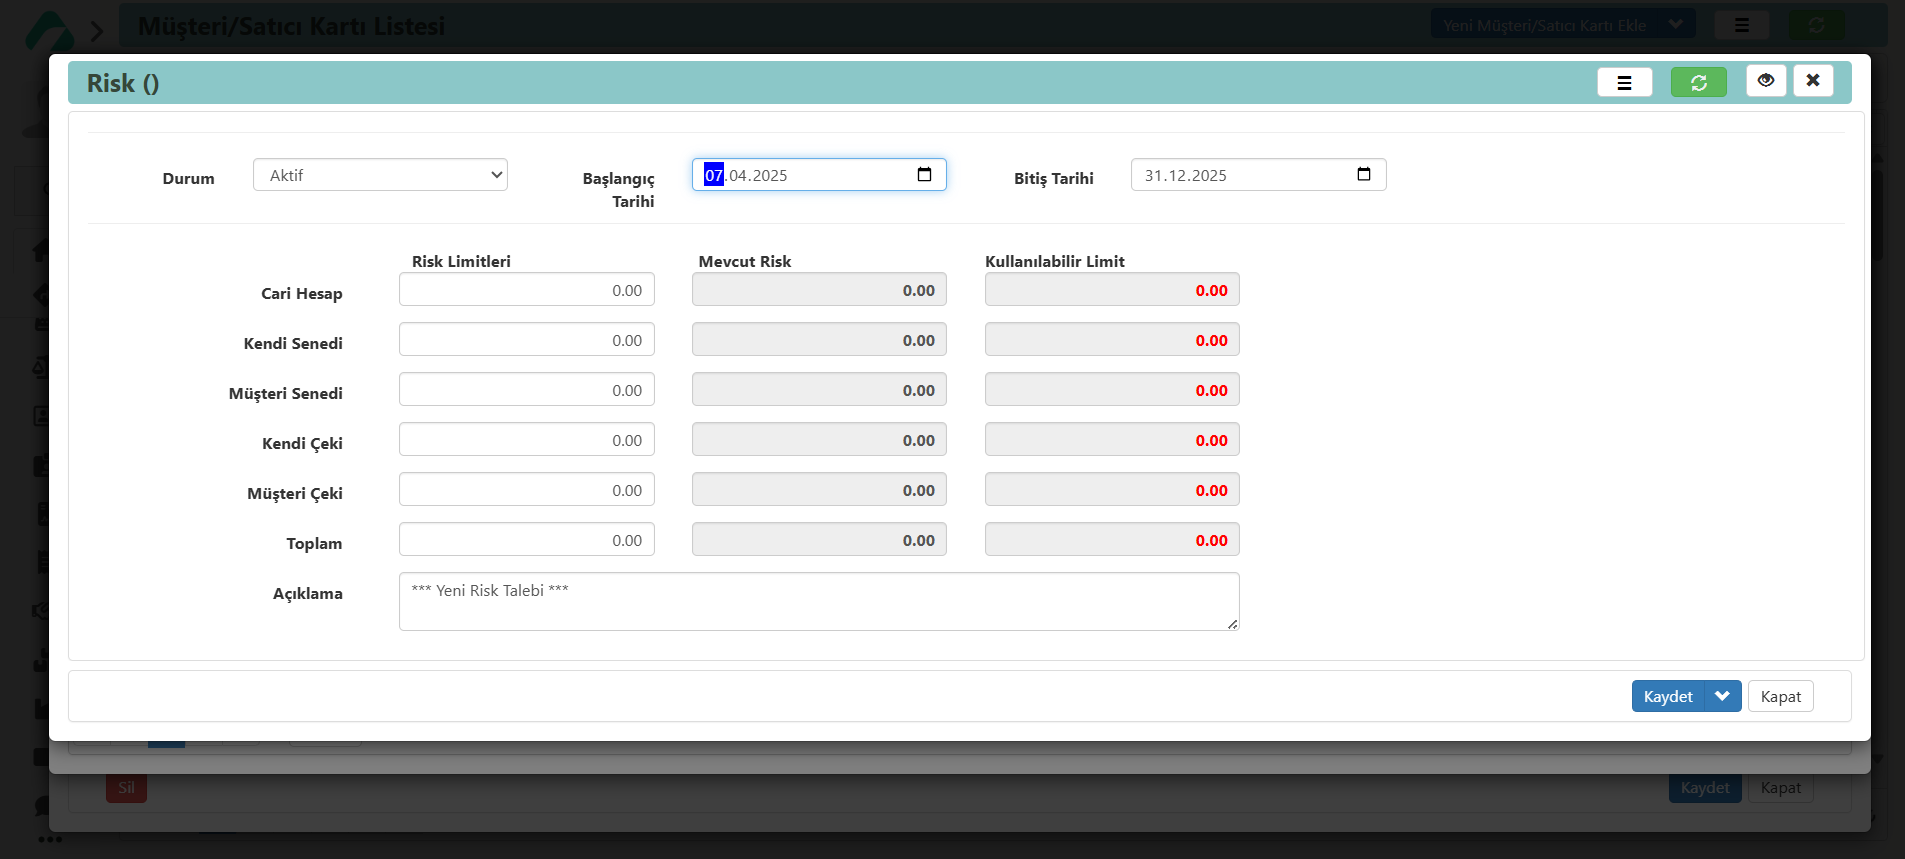 Müşteri/Satıcı Kartı Listesi
Yeni Müşteri/Satıcı Kartı Ekle
Risk ()
Durum
Aktif
Başlangıç
Tarihi
07.04.2025
Bitiş Tarihi
31.12.2025
Risk Limitleri Mevcut Risk Kullanılabilir Limit
Cari Hesap 0.00 0.00 0.00
Kendi Senedi 0.00 0.00 0.00
Müşteri Senedi 0.00 0.00 0.00
Kendi Çeki 0.00 0.00 0.00
Müşteri Çeki 0.00 0.00 0.00
Toplam 0.00 0.00 0.00
Açıklama *** Yeni Risk Talebi ***
Kaydet Kapat
Sil Kaydet Kapat